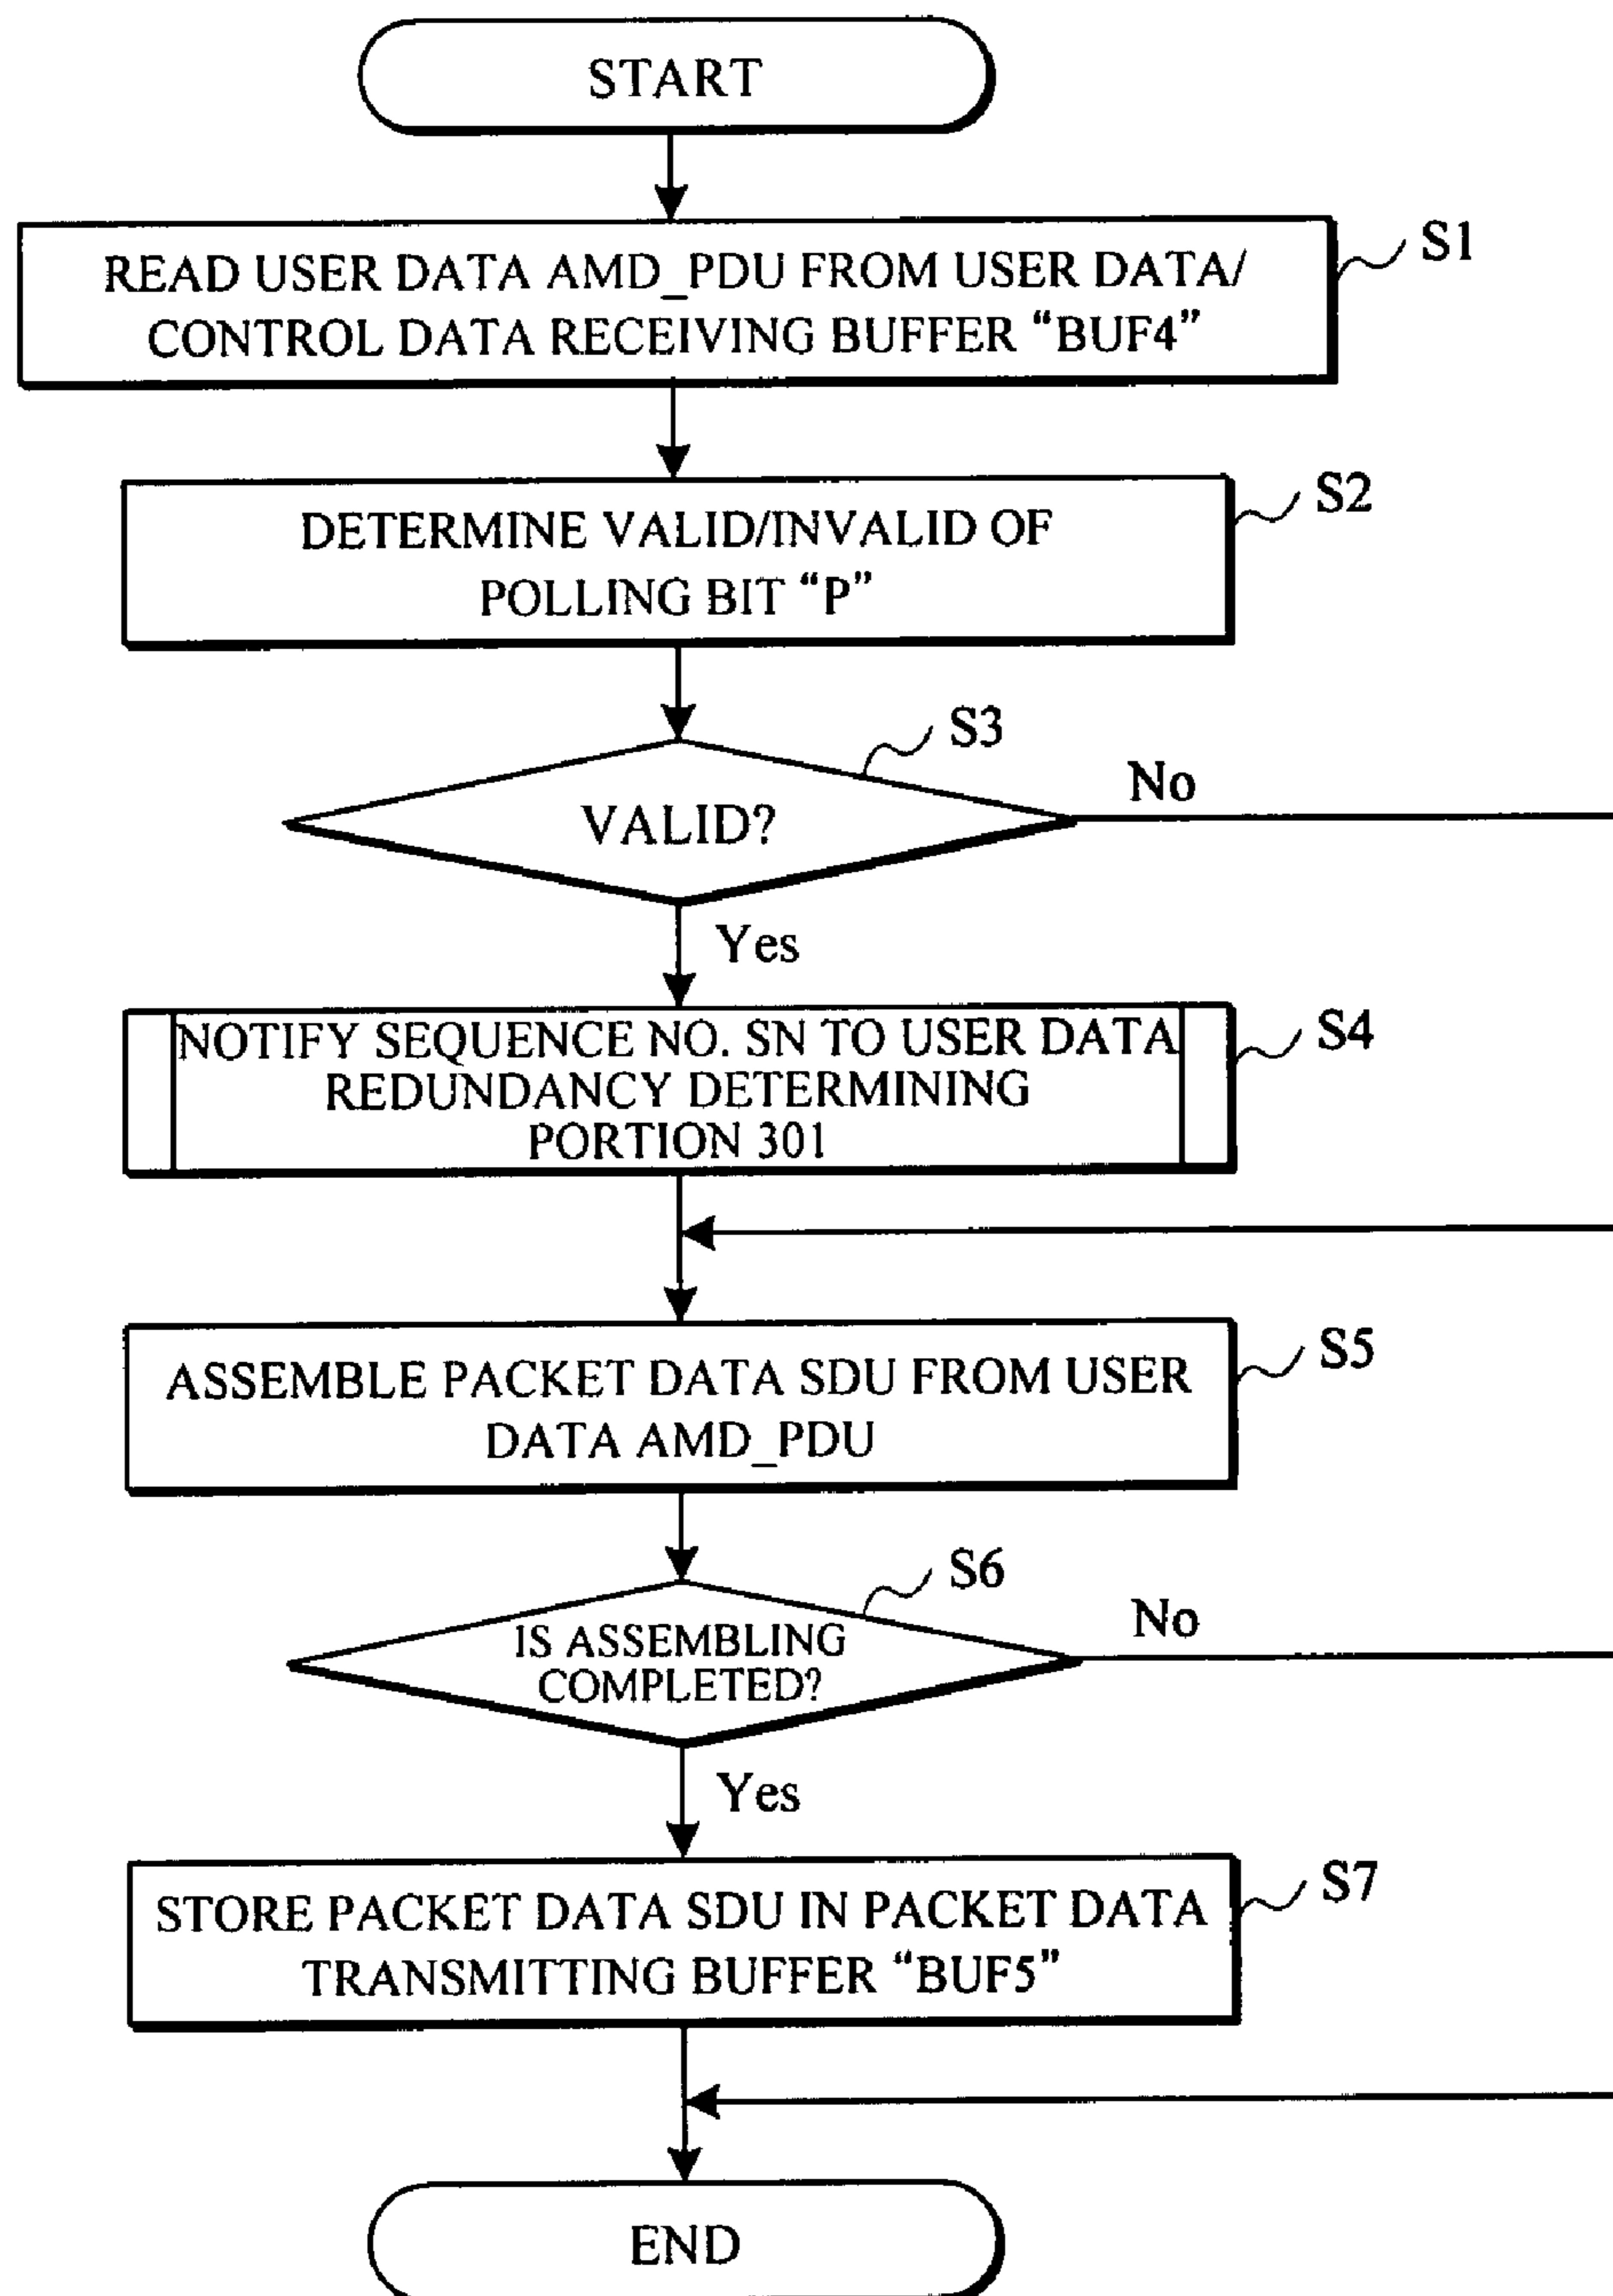 START
READ USER DATA AMD_PDU FROM USER DATA/
CONTROL DATA RECEIVING BUFFER “BUF4”
S1
DETERMINE VALID/INVALID OF
POLLING BIT “P”
S2
S3
VALID?
No
Yes
NOTIFY SEQUENCE NO. SN TO USER DATA
REDUNDANCY DETERMINING
PORTION 301
S4
ASSEMBLE PACKET DATA SDU FROM USER
DATA AMD_PDU
S5
S6
IS ASSEMBLING
COMPLETED?
No
Yes
STORE PACKET DATA SDU IN PACKET DATA
TRANSMITTING BUFFER “BUF5”
S7
END